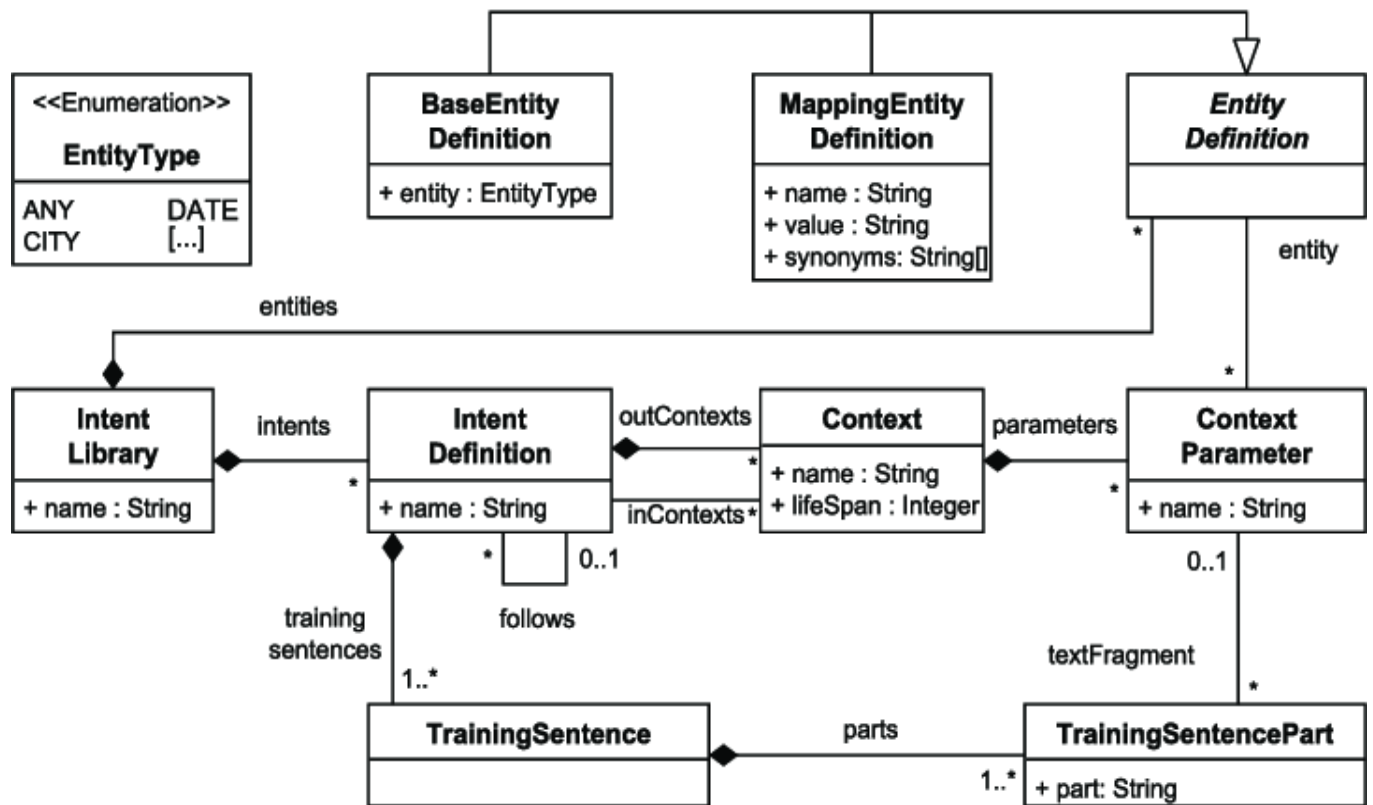 <<Enumeration>>
EntityType
ANY DATE
CITY [...]
BaseEntity
Definition
+ entity : EntityType
MappingEntity
Definition
+ name : String
+ value : String
+ synonyms: String[]
Entity
Definition
*
entity
*
entities
Intent
Library
+ name : String
intents
*
Intent
Definition
+ name : String
outContexts
*
inContexts*
Context
+ name : String
+ lifeSpan : Integer
parameters
*
Context
Parameter
+ name : String
* 0..1
follows
0..1
training
sentences
1..*
textFragment
*
TrainingSentence
parts
1..*
TrainingSentencePart
+ part: String